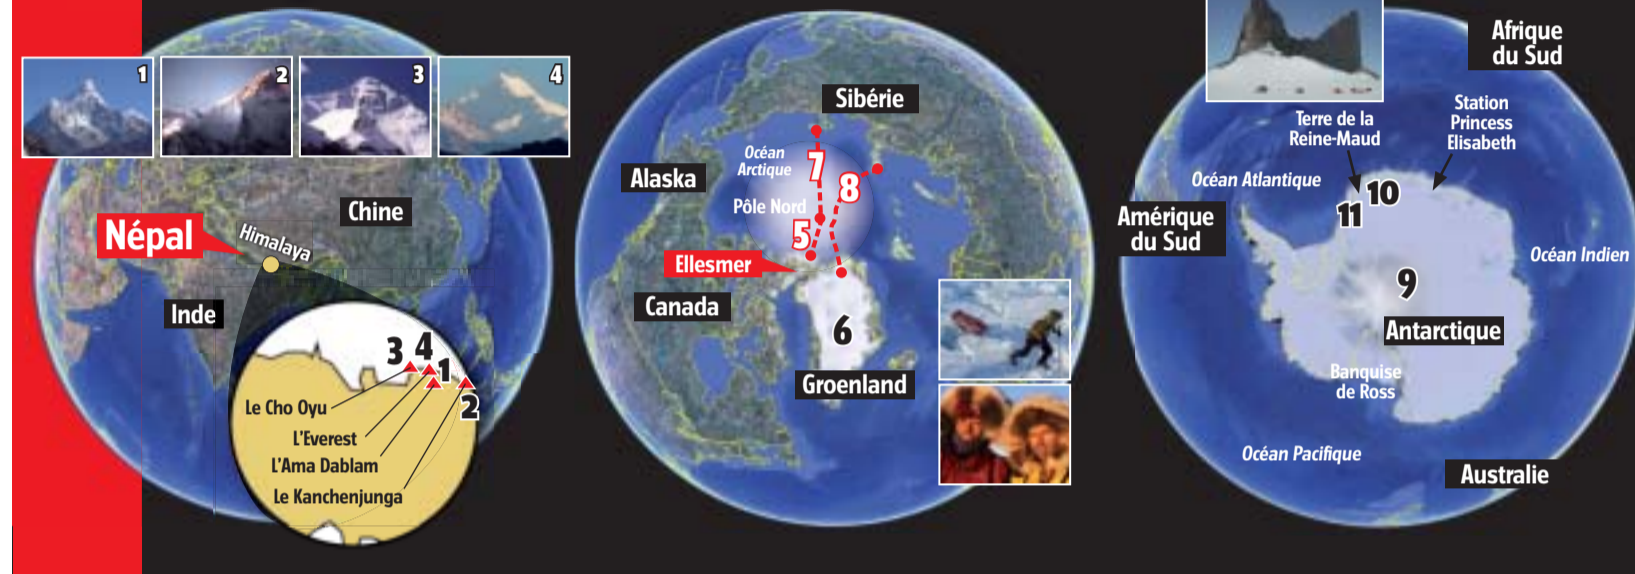 1
2
3
4
Népal
Himalaya
Chine
Inde
3
4
1
2
Le Cho Oyu
L'Everest
L'Ama Dablam
Le Kanchenjunga
Sibérie
Océan
Arctique
7
8
Alaska
Pôle Nord
5
Ellesmer
Canada
6
Groenland
Afrique
du Sud
Terre de la
Reine-Maud
Station
Princess
Elisabeth
Océan Atlantique
10
11
Amérique
du Sud
Océan Indien
9
Antarctique
Banquise
de Ross
Océan Pacifique
Australie